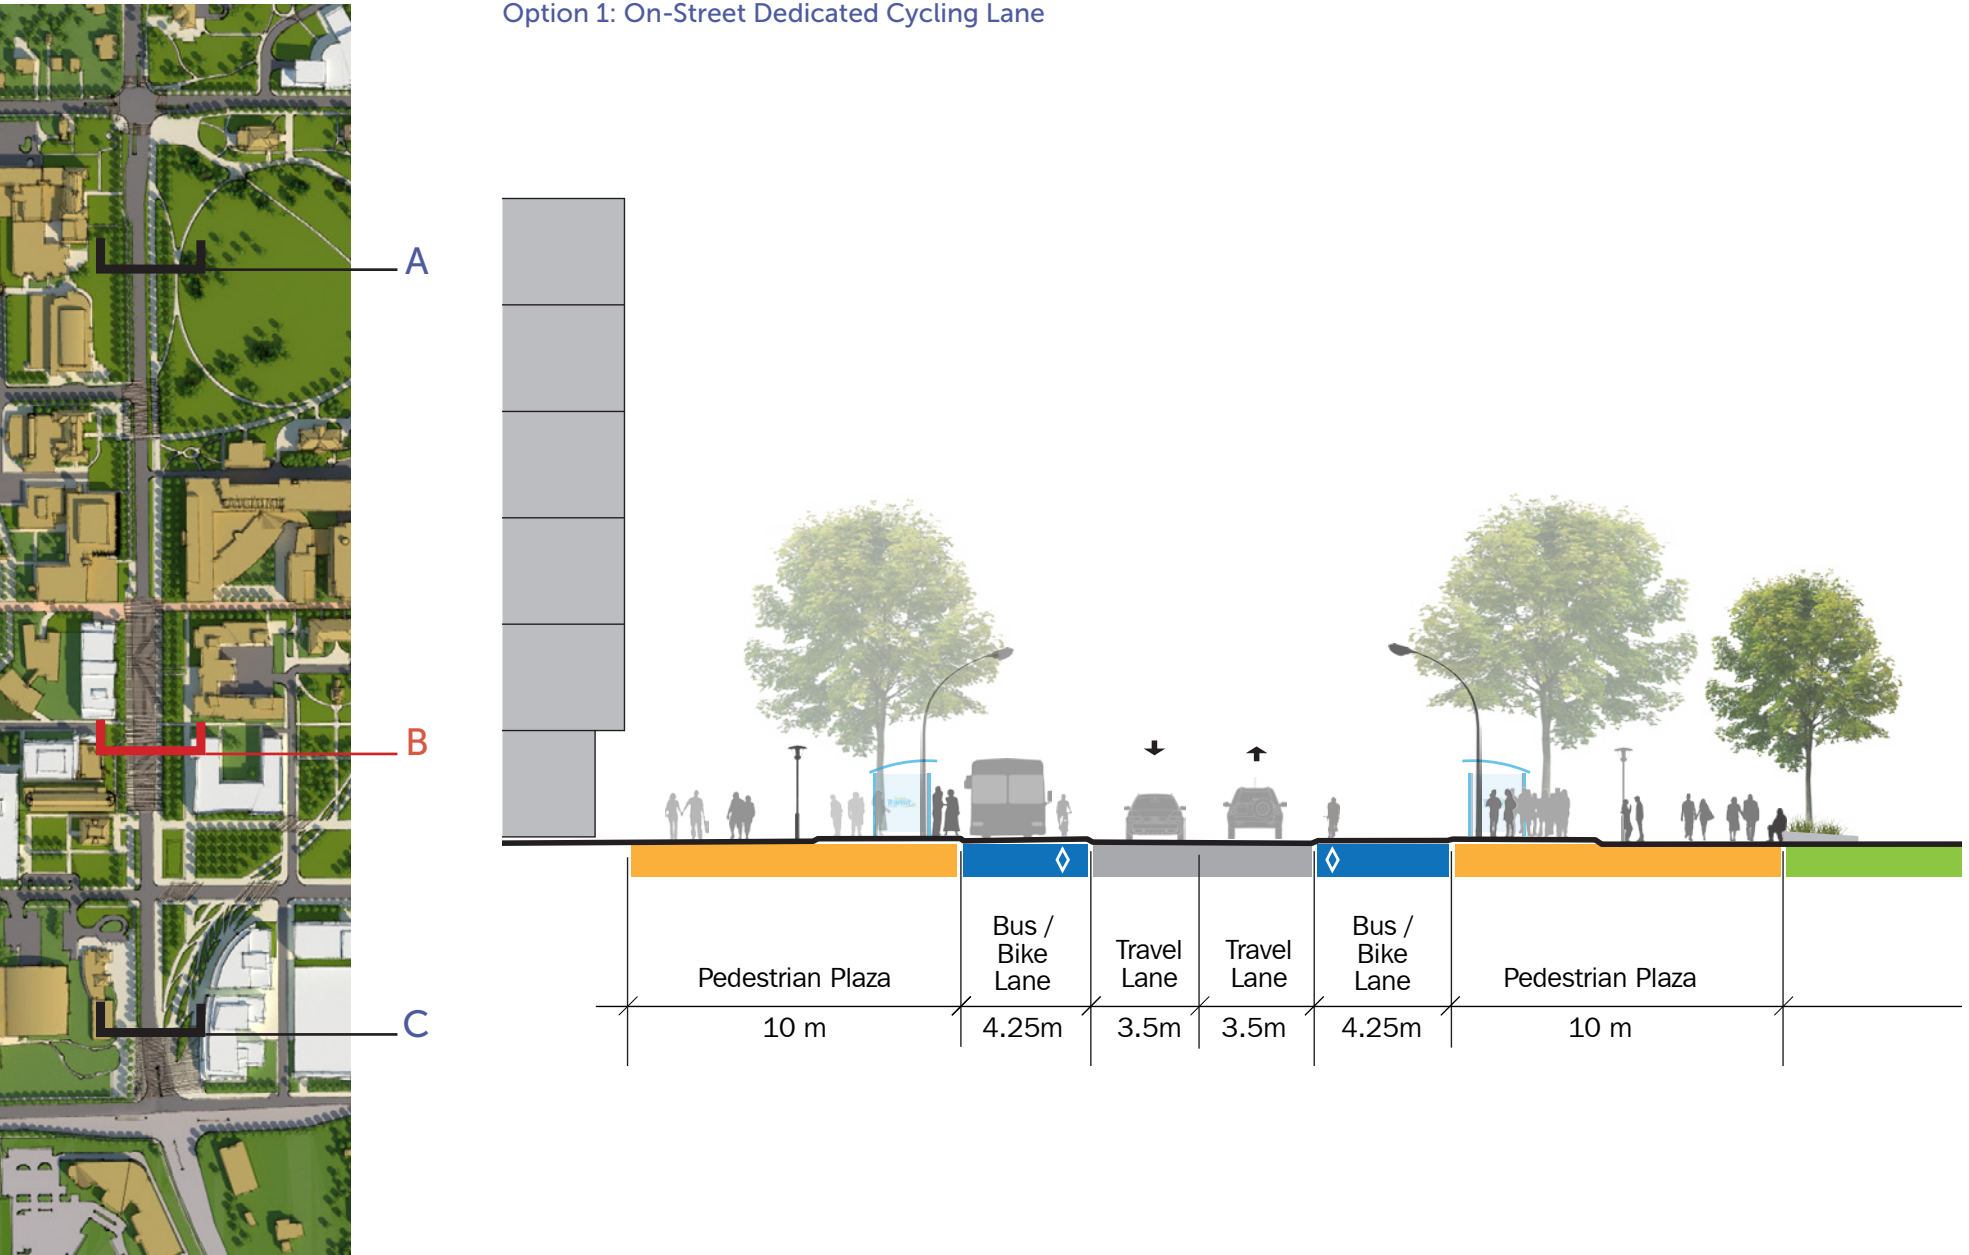 Option 1: On-Street Dedicated Cycling Lane
A
B
C
Pedestrian Plaza
Bus /
Bike
Lane
Travel
Lane
Travel
Lane
Bus /
Bike
Lane
Pedestrian Plaza
10 m
4.25m
3.5m
3.5m
4.25m
10 m